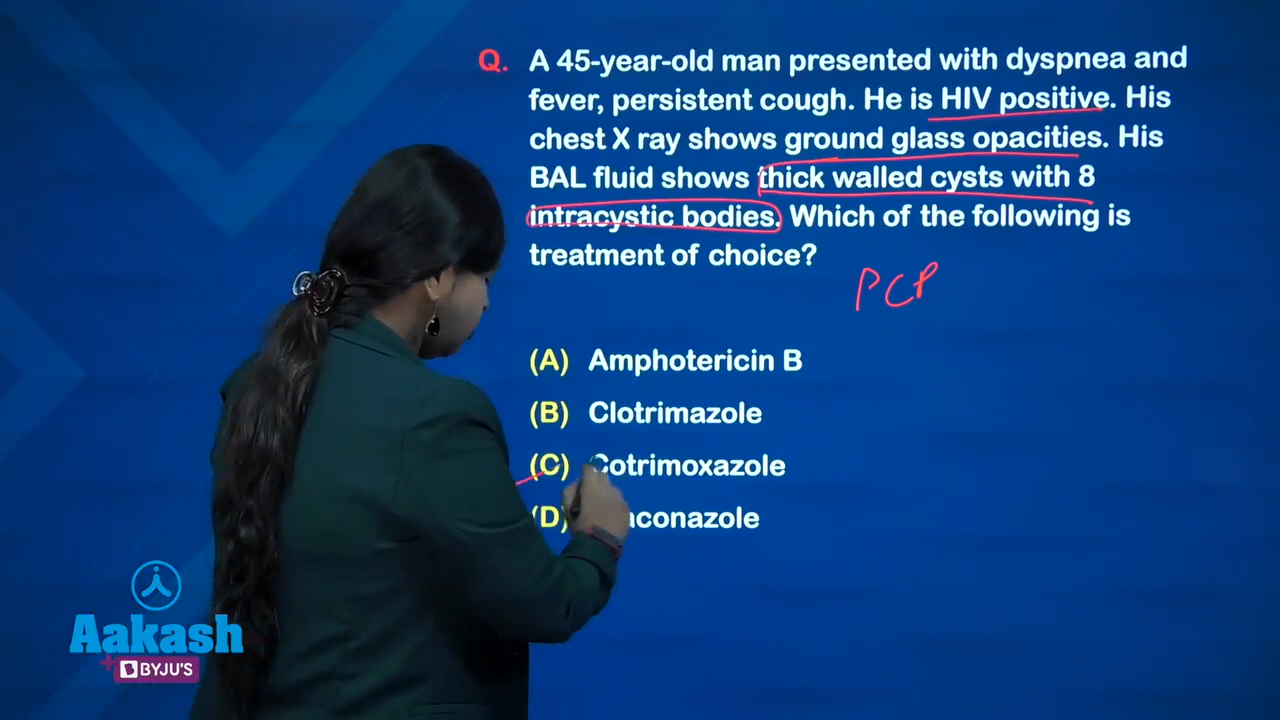 Q. A 45-year-old man presented with dyspnea and
fever, persistent cough. He is HIV positive. His
chest X ray shows ground glass opacities. His
BAL fluid shows thick walled cysts with 8
intracystic bodies. Which of the following is
treatment of choice?
PCP
(A) Amphotericin B
(B) Clotrimazole
(C) Cotrimoxazole
(D)
Aakash
BYJU'S